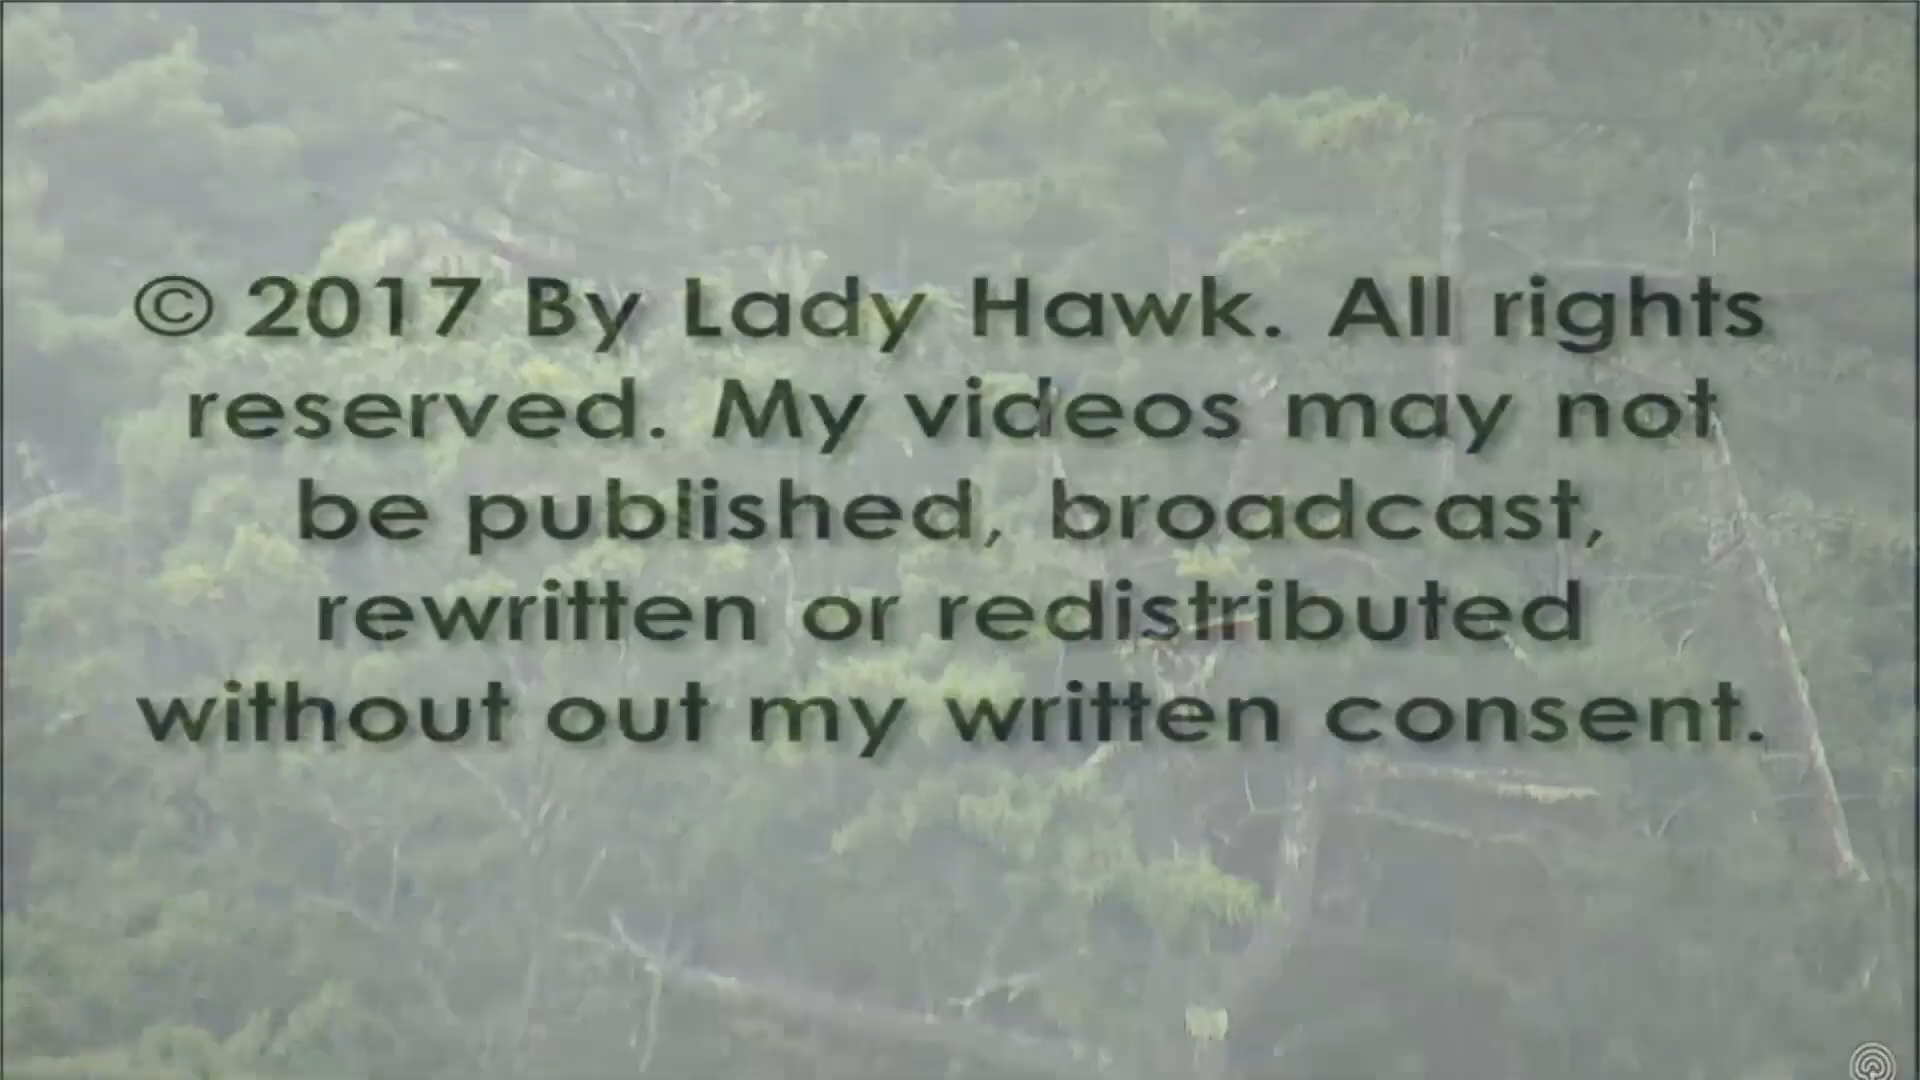 © 2017 By Lady Hawk. All rights
reserved. My videos may not
be published, broadcast,
rewritten or redistributed
without out my written consent.